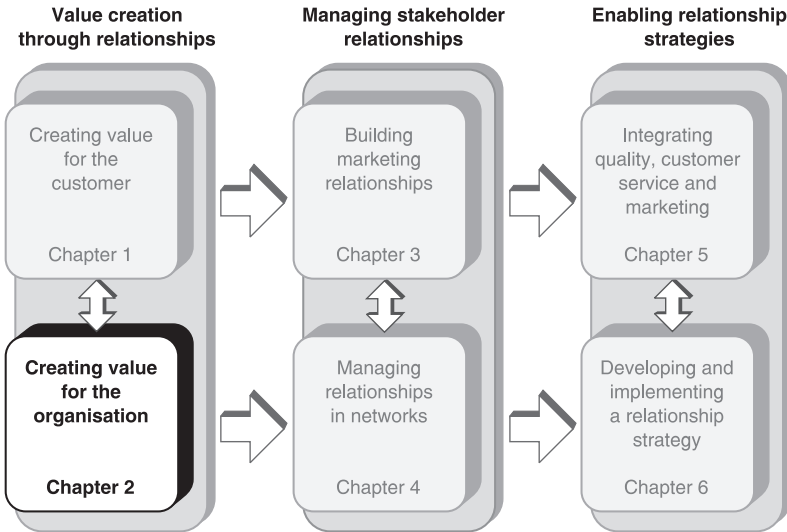 Value creation
through relationships
Managing stakeholder
relationships
Enabling relationship
strategies
Creating value
for the
customer
Chapter 1
Building
marketing
relationships
Chapter 3
Integrating
quality, customer
service and
marketing
Chapter 5
Creating value
for the
organisation
Chapter 2
Managing
relationships
in networks
Chapter 4
Developing and
implementing
a relationship
strategy
Chapter 6